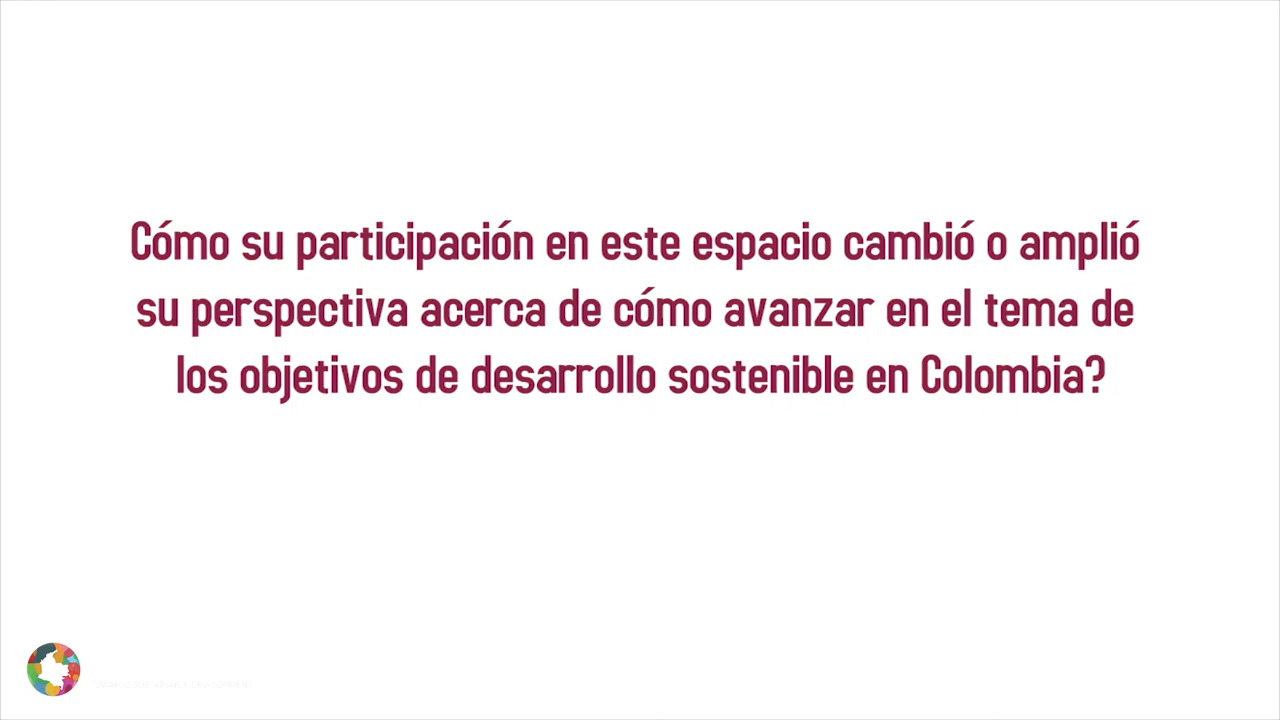 Cómo su participación en este espacio cambió o amplió
su perspectiva acerca de cómo avanzar en el tema de
los objetivos de desarrollo sostenible en Colombia?